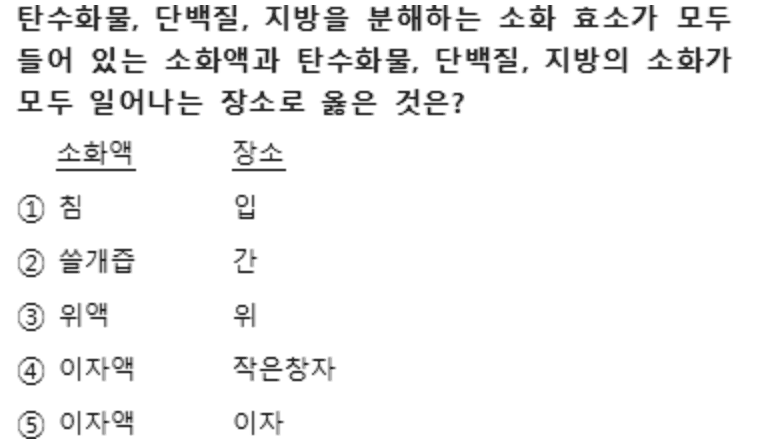 탄수화물, 단백질, 지방을 분해하는 소화 효소가 모두
들어 있는 소화액과 탄수화물, 단백질, 지방의 소화가
모두 일어나는 장소로 옳은 것은?
소화액 장소
① 침 입
② 쓸개즙 간
③ 위액 위
④ 이자액 작은창자
⑤ 이자액 이자